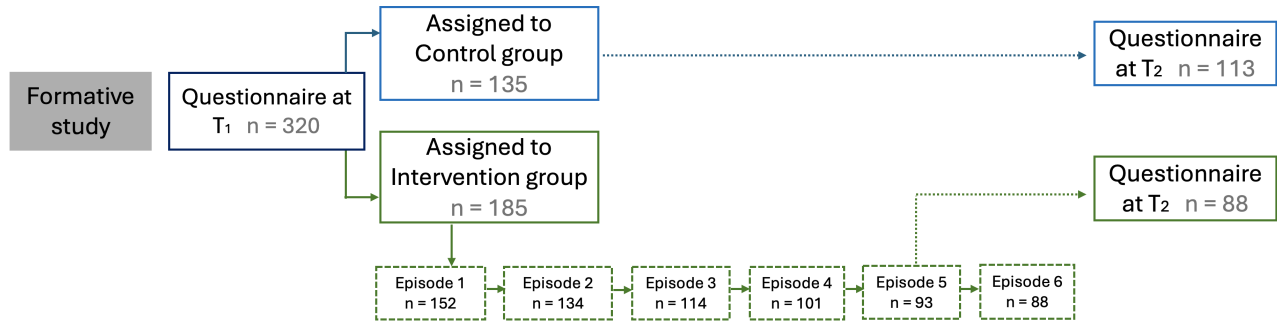 Formative
study
Questionnaire at
T₁ n = 320
Assigned to
Control group
n = 135
Questionnaire
at T₂ n = 113
Assigned to
Intervention group
n = 185
Questionnaire
at T₂ n = 88
Episode 1
n = 152
Episode 2
n = 134
Episode 3
n = 114
Episode 4
n = 101
Episode 5
n = 93
Episode 6
n = 88